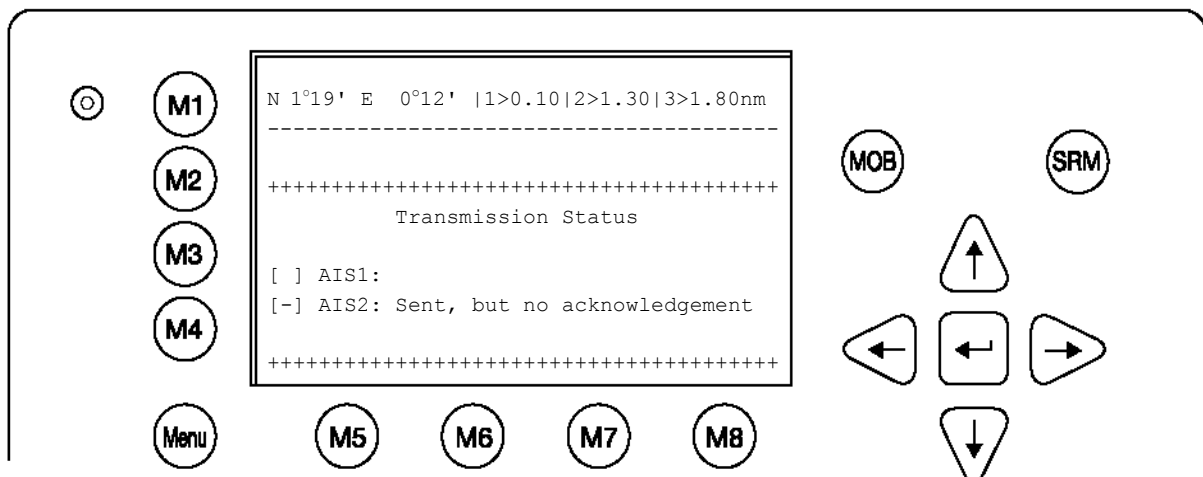 M1
M2
M3
M4
Menu
N 1°19' E  0°12' |1>0.10|2>1.30|3>1.80nm
----------------------------------------
++++++++++++++++++++++++++++++++++++++++
Transmission Status
[ ] AIS1:
[-] AIS2: Sent, but no acknowledgement
++++++++++++++++++++++++++++++++++++++++
M5 M6 M7 M8
MOB SRM